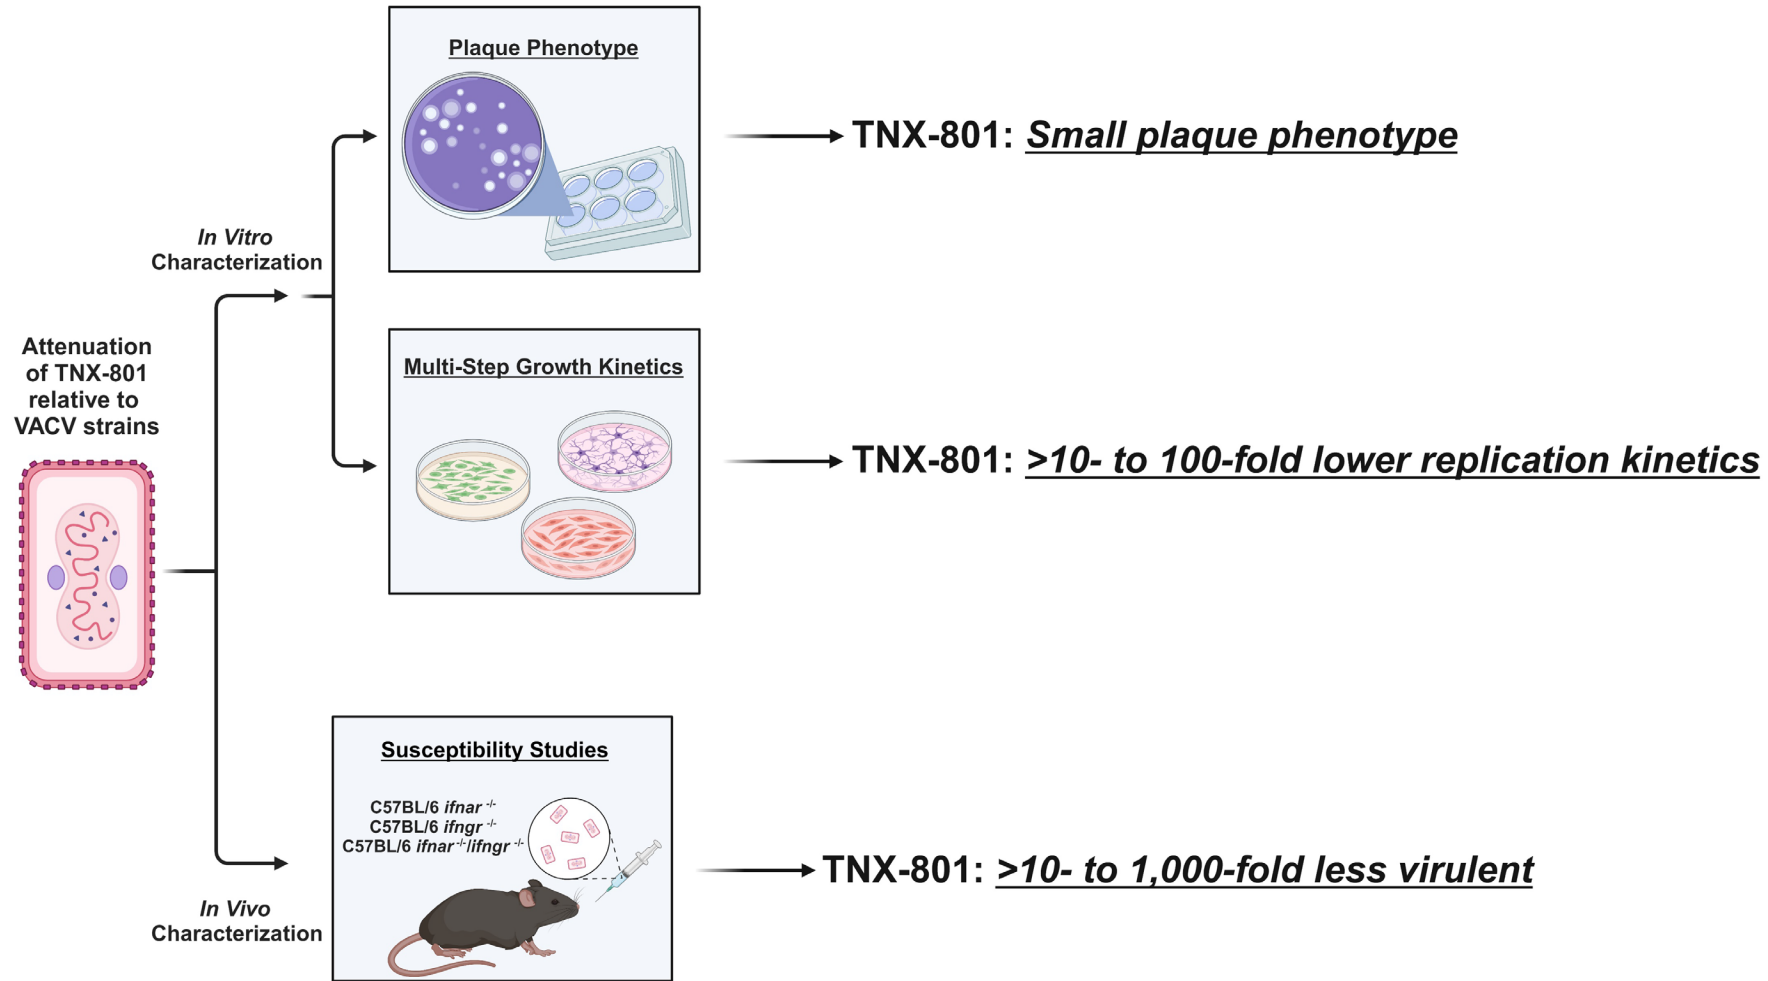 Plaque Phenotype
TNX-801: Small plaque phenotype
In Vitro
Characterization
Attenuation
of TNX-801
relative to
VACV strains
Multi-Step Growth Kinetics
TNX-801: >10- to 100-fold lower replication kinetics
Susceptibility Studies
C57BL/6 ifnar -/-
C57BL/6 ifngr -/-
C57BL/6 ifnar-/-/ifngr -/-
TNX-801: >10- to 1,000-fold less virulent
In Vivo
Characterization